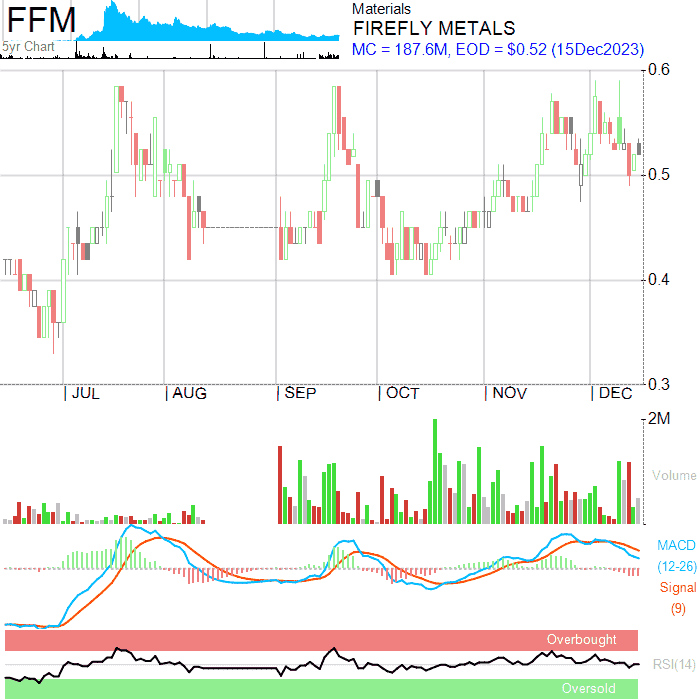 FFM
5yr Chart
Materials
FIREFLY METALS
MC = 187.6M, EOD = $0.52 (15Dec2023)
0.6
0.5
0.4
0.3
JUL AUG SEP OCT NOV DEC
2M
Volume
MACD
(12-26)
Signal
(9)
Overbought
RSI(14)
Oversold